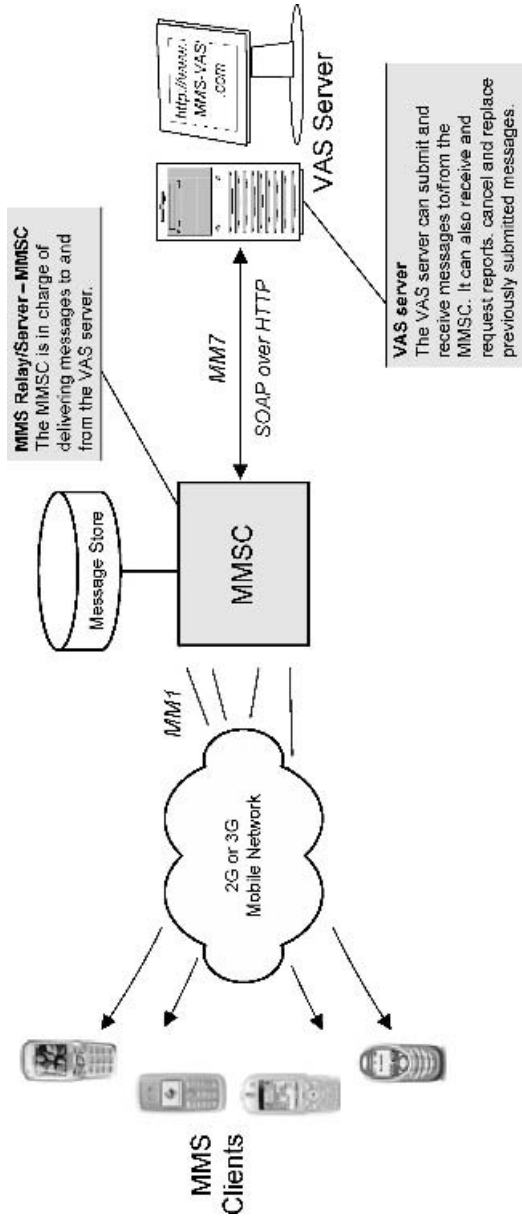 MMS
Clients
2G or 3G
Mobile Network
MM1
Message Store
MMSC
MMS Relay/Server – MMSC
The MMSC is in charge of
delivering messages to and
from the VAS server.
MM7
SOAP over HTTP
http://www.
MMS-VAS
.com
VAS Server
VAS server
The VAS server can submit and
receive messages to/from the
MMSC. It can also receive and
request reports, cancel and replace
previously submitted messages.